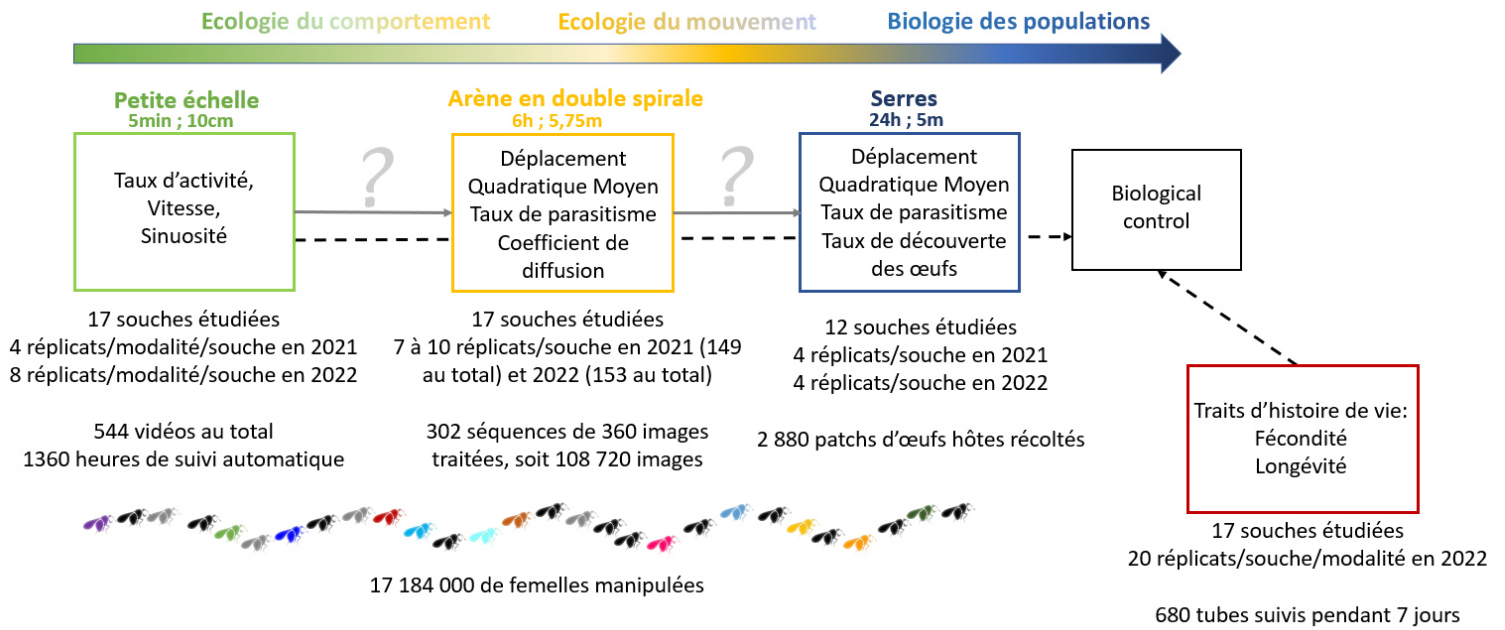 Ecologie du comportement
Ecologie du mouvement
Biologie des populations
Petite échelle
5min ; 10cm
Taux d’activité,
Vitesse,
Sinuosité
?
Arène en double spirale
6h ; 5,75m
Déplacement
Quadratique Moyen
Taux de parasitisme
Coefficient de
diffusion
?
Serres
24h ; 5m
Déplacement
Quadratique Moyen
Taux de parasitisme
Taux de découverte
des œufs
Biological
control
17 souches étudiées
4 réplicats/modalité/souche en 2021
8 réplicats/modalité/souche en 2022
544 vidéos au total
1360 heures de suivi automatique
17 souches étudiées
7 à 10 réplicats/souche en 2021 (149
au total) et 2022 (153 au total)
302 séquences de 360 images
traitées, soit 108 720 images
12 souches étudiées
4 réplicats/souche en 2021
4 réplicats/souche en 2022
2 880 patchs d’œufs hôtes récoltés
Traits d’histoire de vie:
Fécondité
Longévité
17 souches étudiées
20 réplicats/souche/modalité en 2022
680 tubes suivis pendant 7 jours
17 184 000 de femelles manipulées